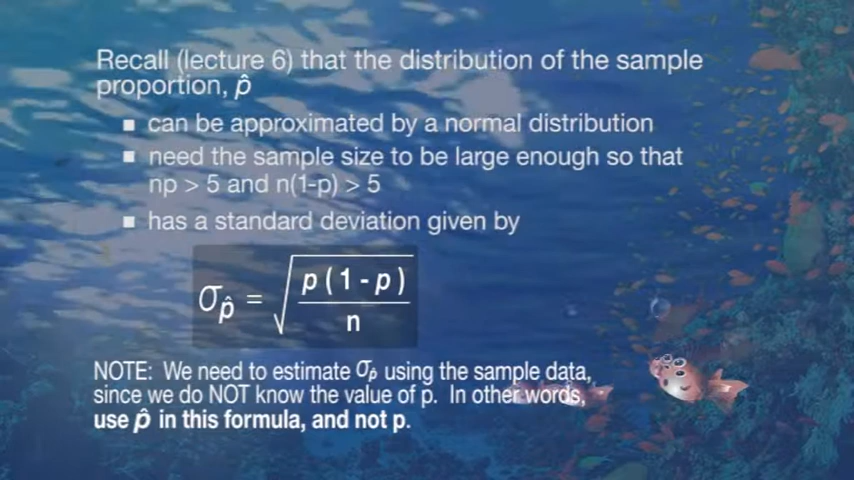 Recall (lecture 6) that the distribution of the sample
proportion, p̂
▪ can be approximated by a normal distribution
▪ need the sample size to be large enough so that
np > 5 and n(1-p) > 5
▪ has a standard deviation given by
σp̂ = √(p(1-p)/n)
NOTE: We need to estimate σp̂ using the sample data,
since we do NOT know the value of p. In other words,
use p̂ in this formula, and not p.